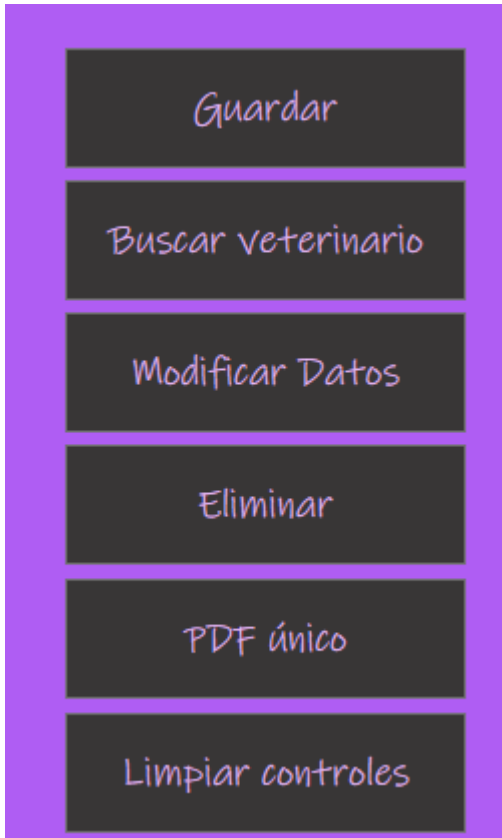 Guardar
Buscar veterinario
Modificar Datos
Eliminar
PDF único
Limpiar controles